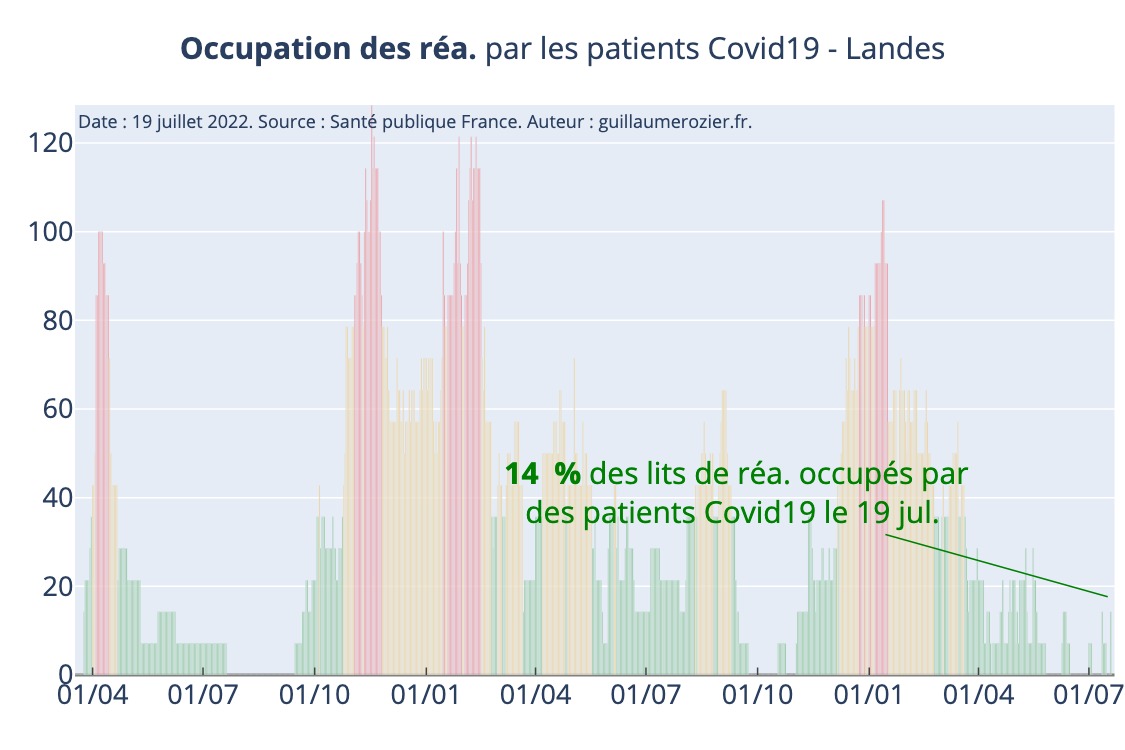 Occupation des réa. par les patients Covid19 - Landes
Date : 19 juillet 2022. Source : Santé publique France. Auteur : guillaumerozier.fr.
120
100
80
60
40
20
0
14 % des lits de réa. occupés par
des patients Covid19 le 19 jul.
01/04 01/07 01/10 01/01 01/04 01/07 01/10 01/01 01/04 01/07